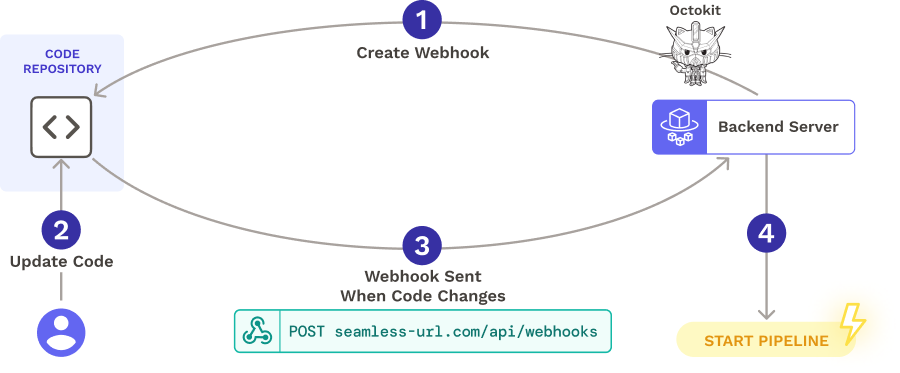 1
Octokit
Create Webhook
CODE
REPOSITORY
Backend Server
2
Update Code
3
Webhook Sent
When Code Changes
POST seamless-url.com/api/webhooks
4
START PIPELINE